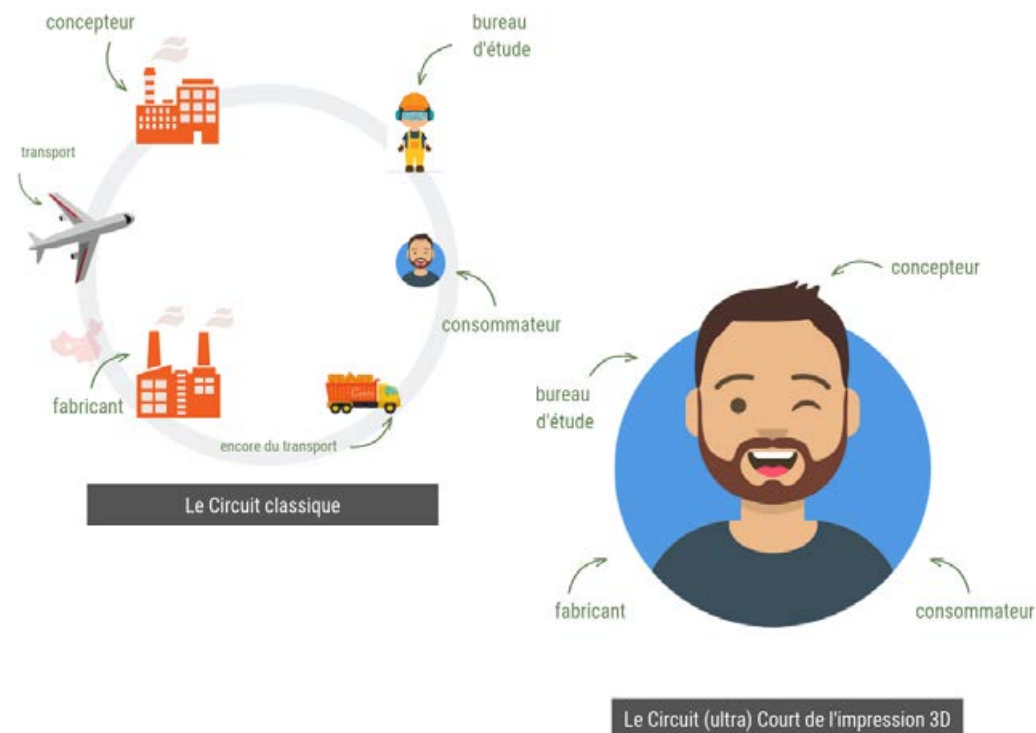 concepteur
bureau
d'étude
transport
consommateur
fabricant
encore du transport
Le Circuit classique
concepteur
bureau
d'étude
fabricant
consommateur
Le Circuit (ultra) Court de l'impression 3D